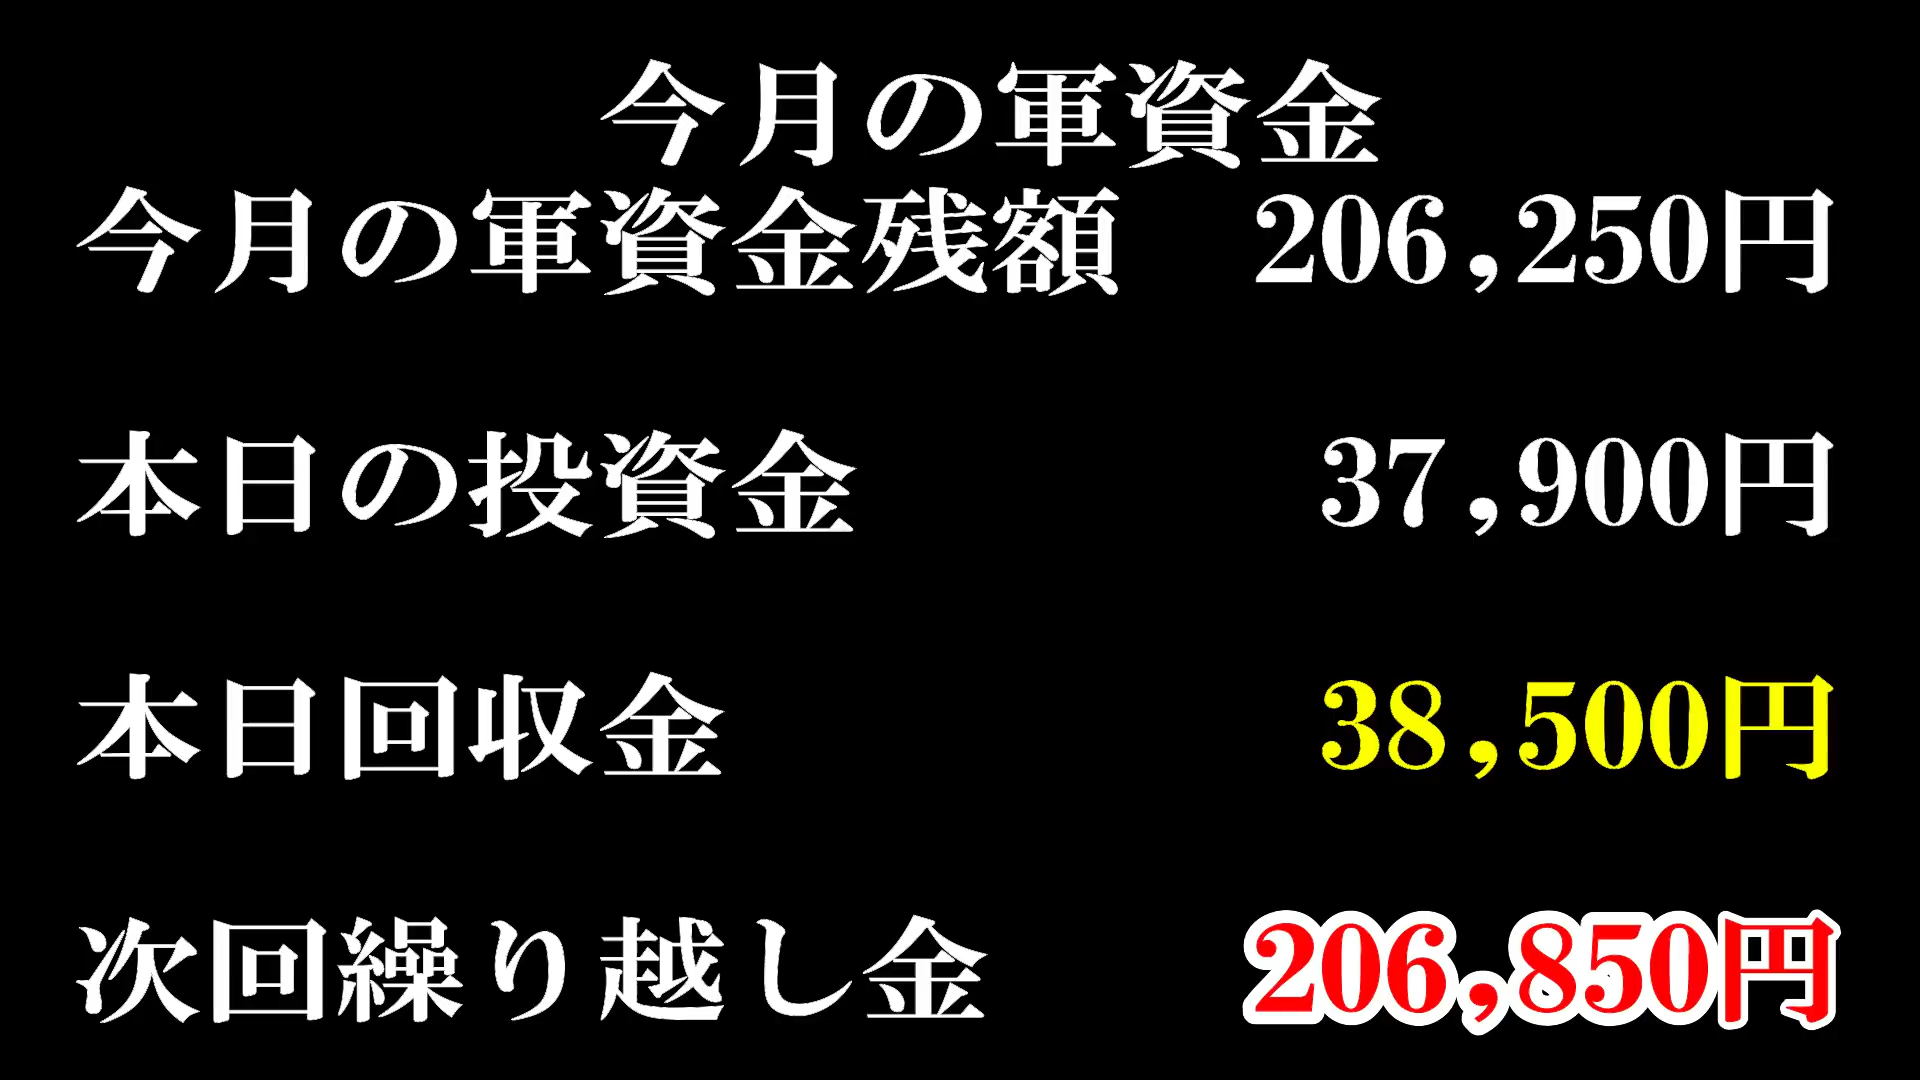 今月の軍資金
今月の軍資金残額　206,250円
本日の投資金　37,900円
本日回収金　38,500円
次回繰り越し金　206,850円